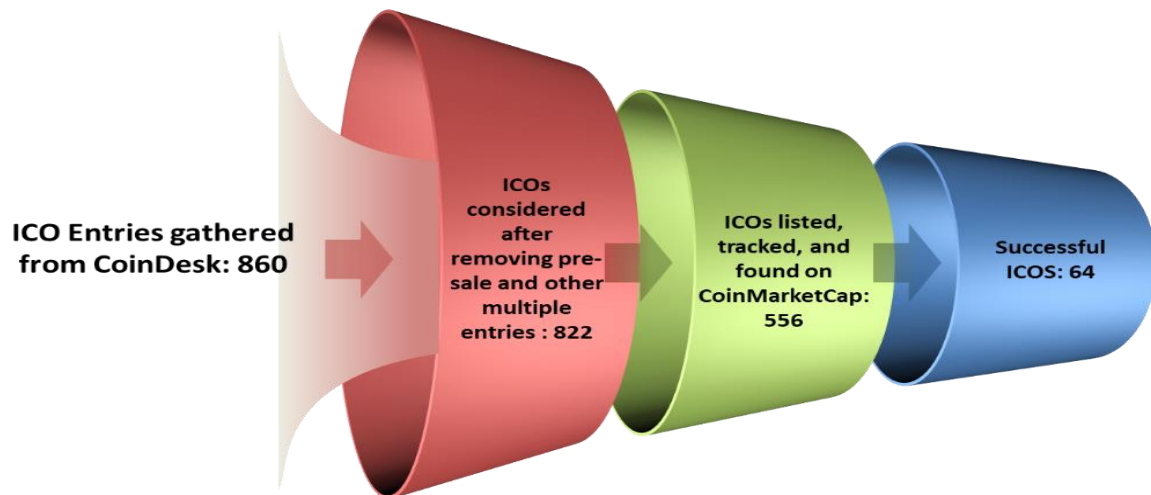 ICO Entries gathered
from CoinDesk: 860
ICOs
considered
after
removing pre-
sale and other
multiple
entries : 822
ICOs listed,
tracked, and
found on
CoinMarketCap:
556
Successful
ICOS: 64